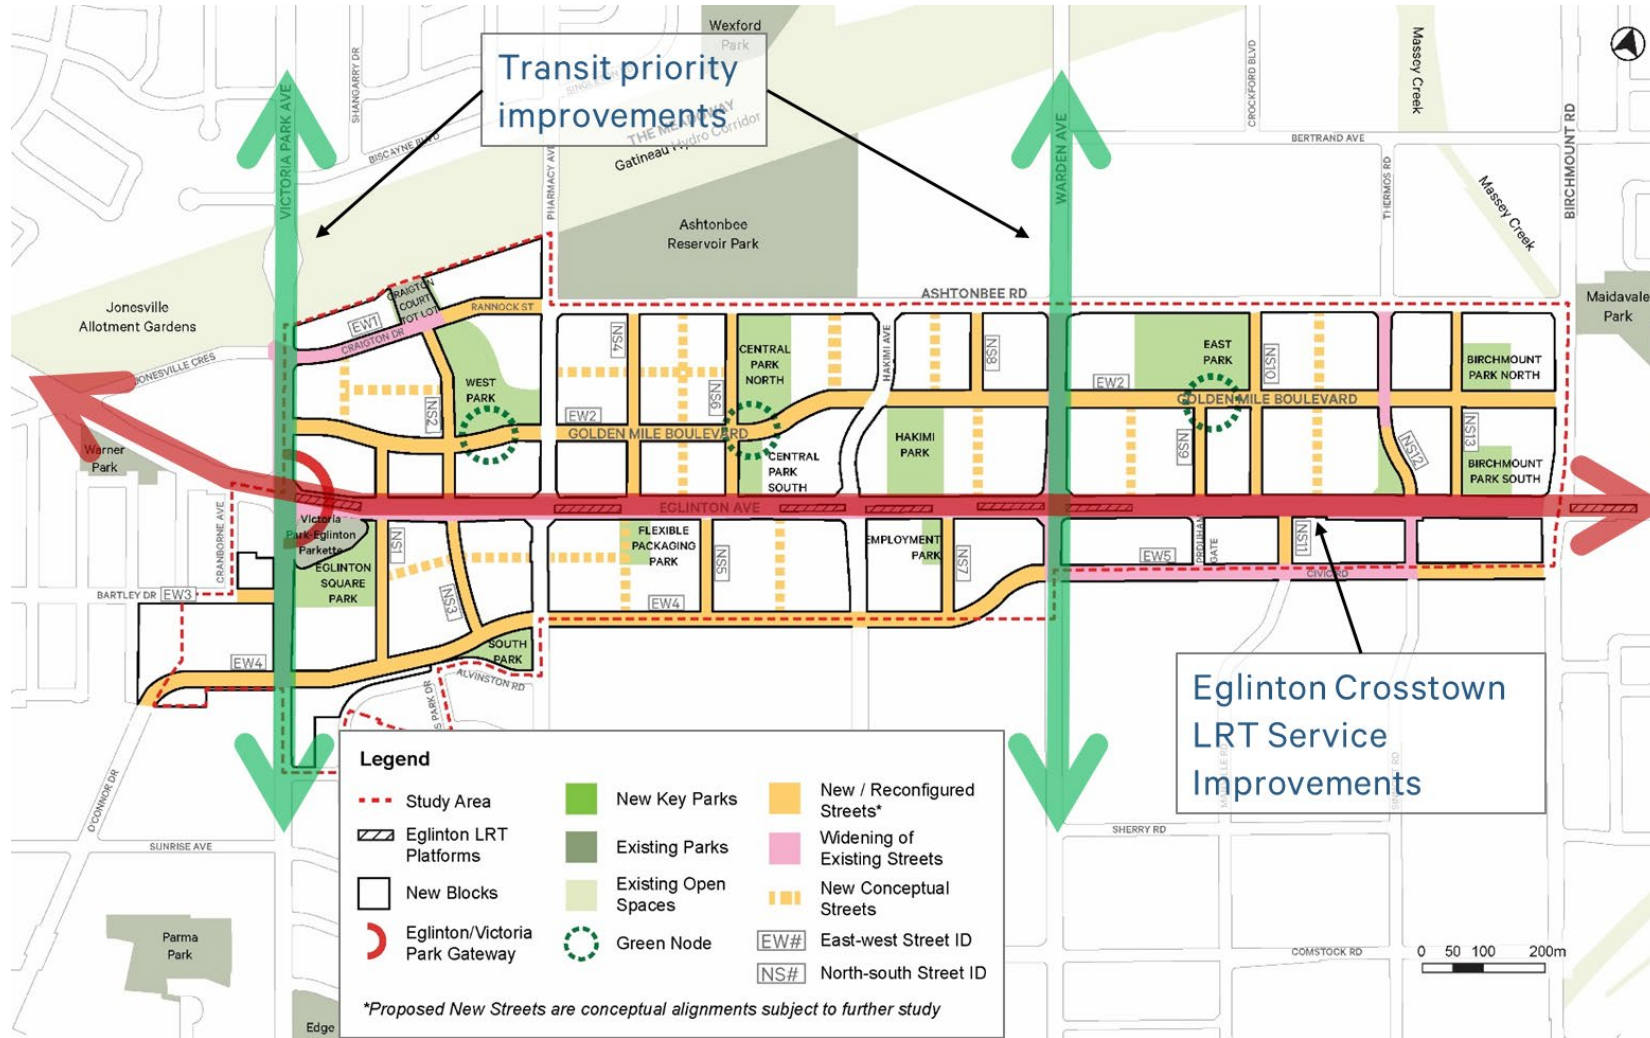 Wexford
Park
Transit priority
improvements
THE MEADOWAY
Gatineau Hydro Corridor
SHANGARRY DR
VICTORIA PARK AVE
BISCAYNE BLVD
PHARMACY AVE
WARDEN AVE
CROCKFORD BLVD
BERTRAND AVE
THERMOS RD
Massey Creek
Massey Creek
BIRCHMOUNT RD
Ashtonbee
Reservoir Park
Jonesville
Allotment Gardens
Maidavale
Park
ASHTONBEE RD
CRAIGTON
COURT
TOT LOT
RANNOCK ST
EW1
CRAIGTON DR
JONESVILLE CRES
NS4
CENTRAL
PARK
NORTH
HAKIMI AVE
NS8
EAST
PARK
NS10
BIRCHMOUNT
PARK NORTH
WEST
PARK
NS2
NS6
EW2
EW2
GOLDEN MILE BOULEVARD
GOLDEN MILE BOULEVARD
Warner
Park
CENTRAL
PARK
SOUTH
HAKIMI
PARK
NS9
NS12
NS13
BIRCHMOUNT
PARK SOUTH
EGLINTON AVE
CRANBORNE AVE
Victoria
Park-Eglinton
Parkette
EGLINTON
SQUARE
PARK
NS1
FLEXIBLE
PACKAGING
PARK
NS5
EMPLOYMENT
PARK
NS7
EW5
NS11
CIVIC RD
BARTLEY DR
EW3
NS3
EW4
EW4
SOUTH
PARK
ALVINSTON RD
PARK DR
Eglinton Crosstown
LRT Service
Improvements
O'CONNOR DR
SUNRISE AVE
SHERRY RD
COMSTOCK RD
Parma
Park
Edge
Legend
Study Area
Eglinton LRT
Platforms
New Blocks
Eglinton/Victoria
Park Gateway
New Key Parks
Existing Parks
Existing Open
Spaces
Green Node
New / Reconfigured
Streets*
Widening of
Existing Streets
New Conceptual
Streets
EW# East-west Street ID
NS# North-south Street ID
*Proposed New Streets are conceptual alignments subject to further study
0 50 100 200m